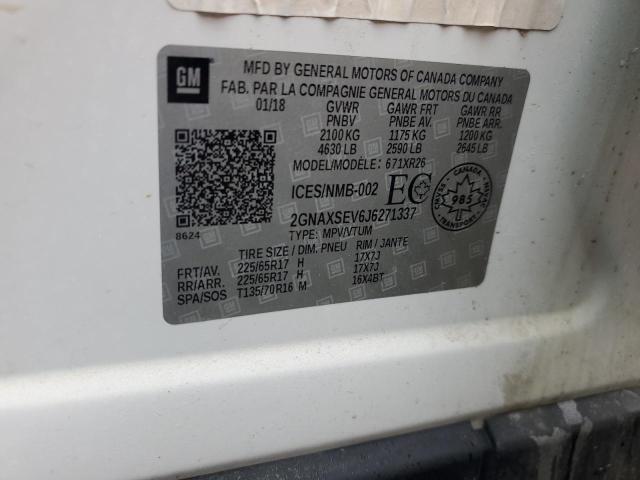 GM
MFD BY GENERAL MOTORS OF CANADA COMPANY
FAB. PAR LA COMPAGNIE GENERAL MOTORS DU CANADA
01/18 GVWR GAWR FRT GAWR RR
PNBV PNBE AV. PNBE ARR.
2100 KG 1175 KG 1200 KG
4630 LB 2590 LB 2645 LB
MODEL/MODÈLE: 671XR26
ICES/NMB-002 EC
CANADA
985
TRANSPORT
2GNAXSEV6J6271337
8624
TYPE: MPV/VTUM
TIRE SIZE / DIM. PNEU RIM / JANTE
FRT/AV. 225/65R17 H 17X7J
RR/ARR. 225/65R17 H 17X7J
SPA/SOS T135/70R16 M 16X4BT